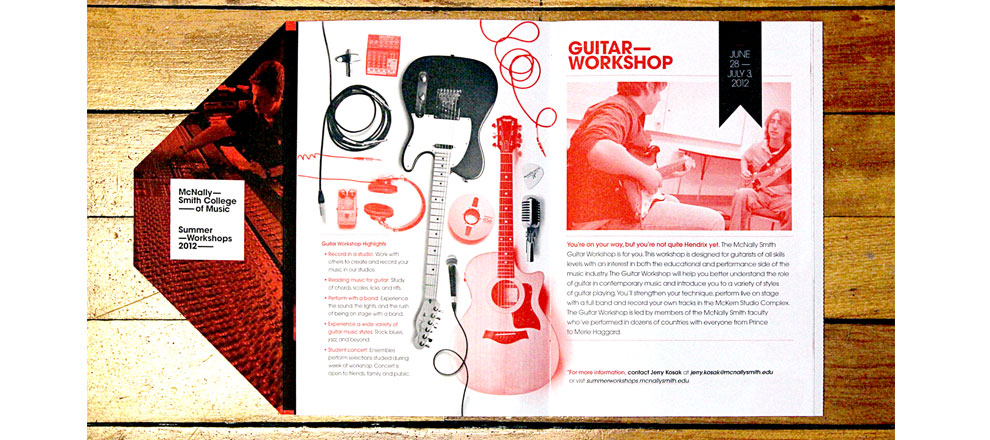 McNally—
Smith College
—of Music
Summer
—Workshops
2012—
Guitar Workshop Highlights
• Record in a studio: Work with
others to create and record your
music in our studios.
• Reading music for guitar: Study
of chords, scales, licks, and riffs.
• Perform with a band: Experience
the sound, the lights, and the rush
of being on stage with a band.
• Experience a wide variety of
guitar music styles: Rock, blues,
jazz and beyond.
• Student concert: Ensembles
perform selections studied during
week of workshop. Concert is
open to friends, family and public.
GUITAR—
WORKSHOP
JUNE
28 —
JULY 3,
2012
You're on your way, but you're not quite Hendrix yet. The McNally Smith
Guitar Workshop is for you. This workshop is designed for guitarists of all skills
levels with an interest in both the educational and performance side of the
music industry. The Guitar Workshop will help you better understand the role
of guitar in contemporary music and introduce you to a variety of styles
of guitar playing. You'll strengthen your technique, perform live on stage
with a full band and record your own tracks in the McKern Studio Complex.
The Guitar Workshop is led by members of the McNally Smith faculty
who've performed in dozens of countries with everyone from Prince
to Merle Haggard.
*For more information, contact Jerry Kosak at jerry.kosak@mcnallysmith.edu
or visit summerworkshops.mcnallysmith.edu